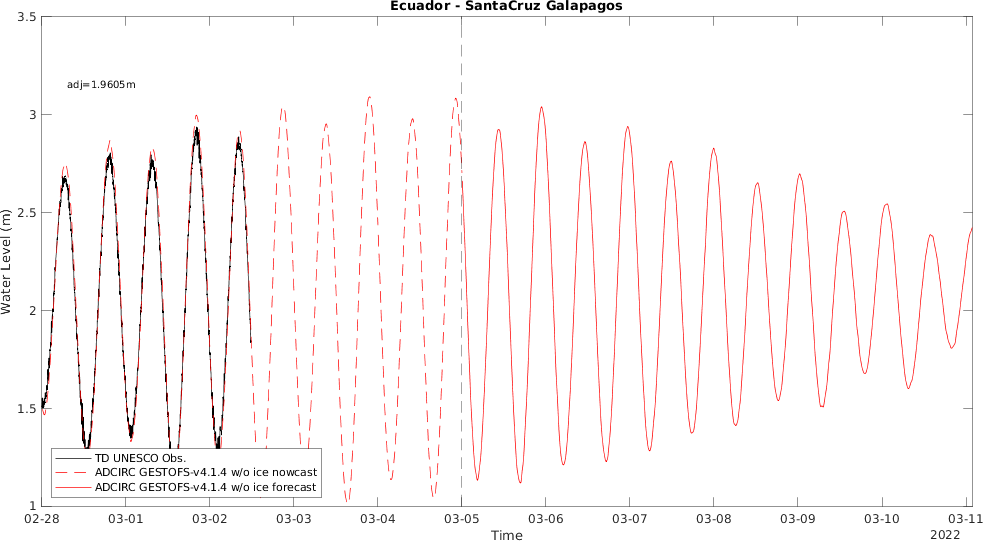 Ecuador - SantaCruz Galapagos
3.5
adj=1.9605m
3
2.5
Water Level (m)
2
1.5
TD UNESCO Obs.
ADCIRC GESTOFS-v4.1.4 w/o ice nowcast
ADCIRC GESTOFS-v4.1.4 w/o ice forecast
1
02-28 03-01 03-02 03-03 03-04 03-05 03-06 03-07 03-08 03-09 03-10 03-11
Time
2022